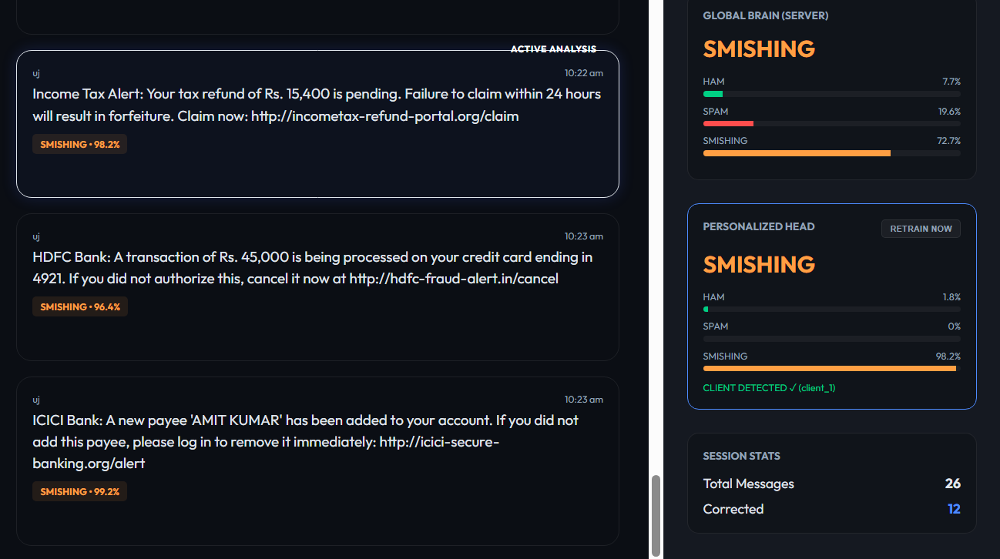 ACTIVE ANALYSIS
uj 10:22 am
Income Tax Alert: Your tax refund of Rs. 15,400 is pending. Failure to claim within 24 hours
will result in forfeiture. Claim now: http://incometax-refund-portal.org/claim
SMISHING • 98.2%
uj 10:23 am
HDFC Bank: A transaction of Rs. 45,000 is being processed on your credit card ending in
4921. If you did not authorize this, cancel it now at http://hdfc-fraud-alert.in/cancel
SMISHING • 96.4%
uj 10:23 am
ICICI Bank: A new payee 'AMIT KUMAR' has been added to your account. If you did not
add this payee, please log in to remove it immediately: http://icici-secure-
banking.org/alert
SMISHING • 99.2%
GLOBAL BRAIN (SERVER)
SMISHING
HAM 7.7%
SPAM 19.6%
SMISHING 72.7%
PERSONALIZED HEAD RETRAIN NOW
SMISHING
HAM 1.8%
SPAM 0%
SMISHING 98.2%
CLIENT DETECTED ✓ (client_1)
SESSION STATS
Total Messages 26
Corrected 12